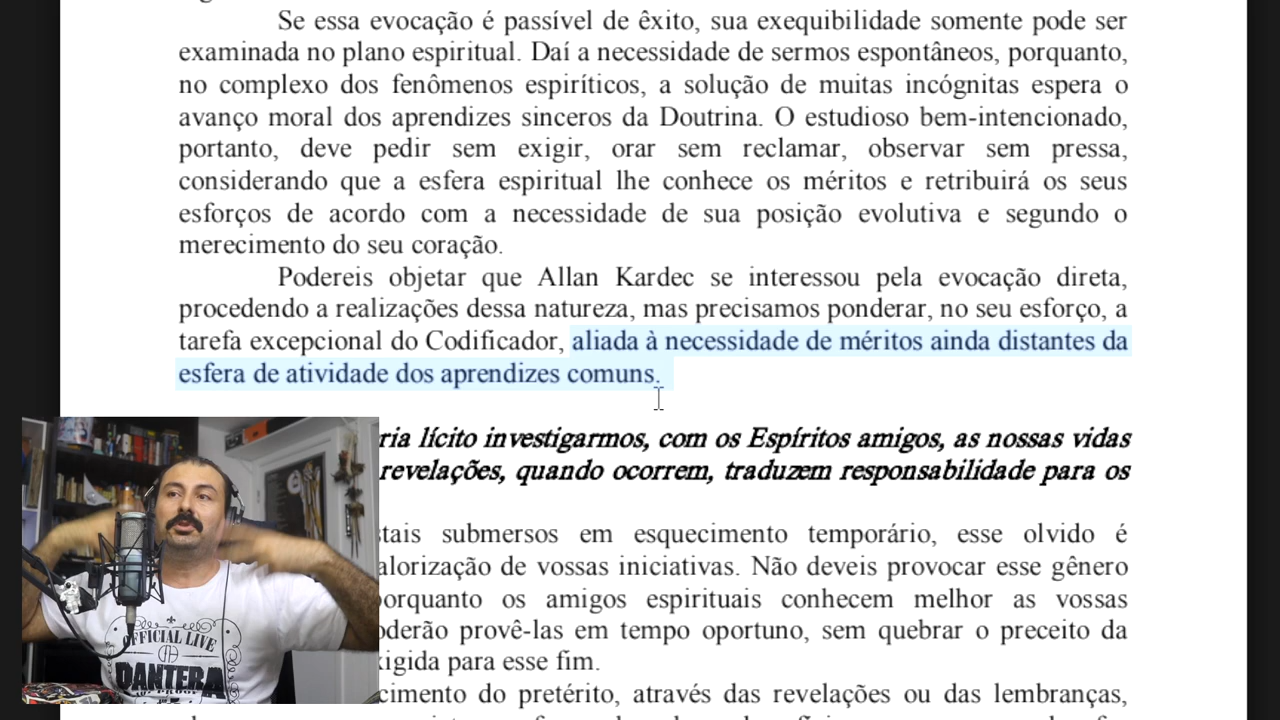 Se essa evocação é passível de êxito, sua exequibilidade somente pode ser
examinada no plano espiritual. Daí a necessidade de sermos espontâneos, porquanto,
no complexo dos fenômenos espiríticos, a solução de muitas incógnitas espera o
avanço moral dos aprendizes sinceros da Doutrina. O estudioso bem-intencionado,
portanto, deve pedir sem exigir, orar sem reclamar, observar sem pressa,
considerando que a esfera espiritual lhe conhece os méritos e retribuirá os seus
esforços de acordo com a necessidade de sua posição evolutiva e segundo o
merecimento do seu coração.
Podereis objetar que Allan Kardec se interessou pela evocação direta,
procedendo a realizações dessa natureza, mas precisamos ponderar, no seu esforço, a
tarefa excepcional do Codificador, aliada à necessidade de méritos ainda distantes da
esfera de atividade dos aprendizes comuns.
ria lícito investigarmos, com os Espíritos amigos, as nossas vidas
revelações, quando ocorrem, traduzem responsabilidade para os
stais submersos em esquecimento temporário, esse olvido é
alorização de vossas iniciativas. Não deveis provocar esse gênero
porquanto os amigos espirituais conhecem melhor as vossas
oderão provê-las em tempo oportuno, sem quebrar o preceito da
xigida para esse fim.
cimento do pretérito, através das revelações ou das lembranças,
OFFICIAL LIVE
PANTERA